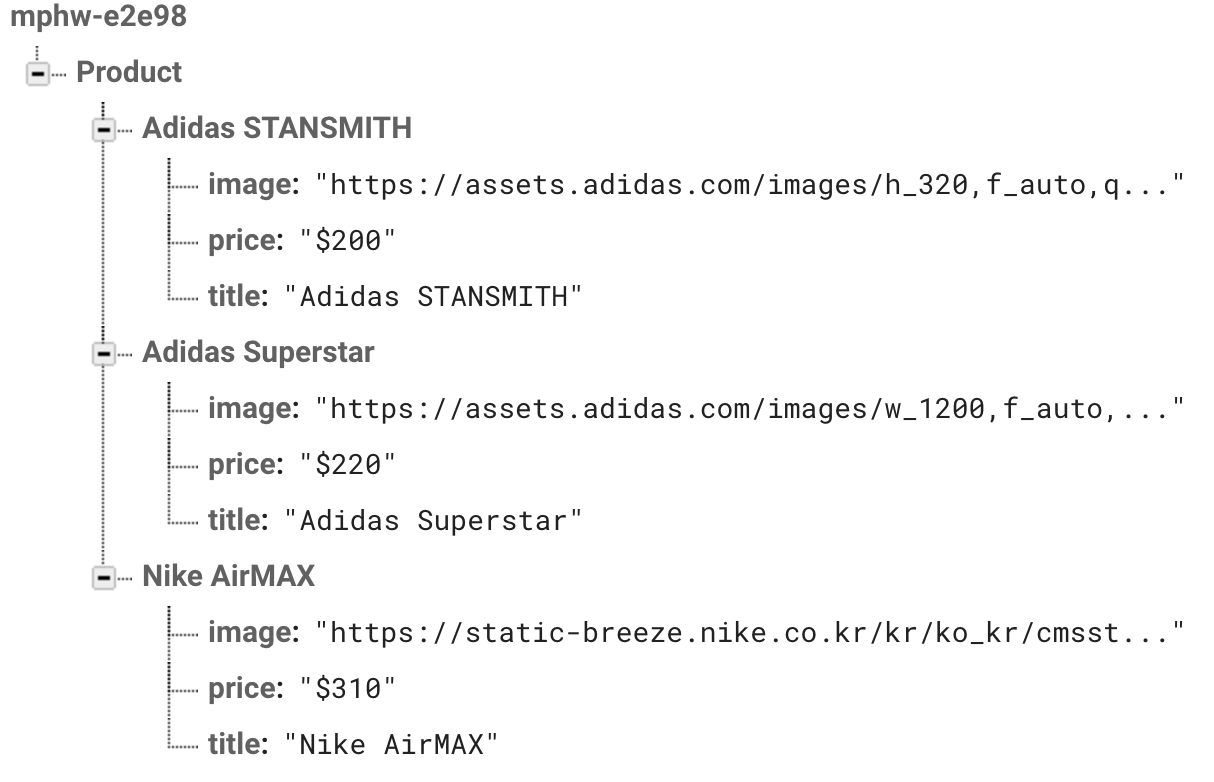 mphw-e2e98
Product
Adidas STANSMITH
image: "https://assets.adidas.com/images/h_320,f_auto,q..."
price: "$200"
title: "Adidas STANSMITH"
Adidas Superstar
image: "https://assets.adidas.com/images/w_1200,f_auto,..."
price: "$220"
title: "Adidas Superstar"
Nike AirMAX
image: "https://static-breeze.nike.co.kr/kr/ko_kr/cmsst..."
price: "$310"
title: "Nike AirMAX"